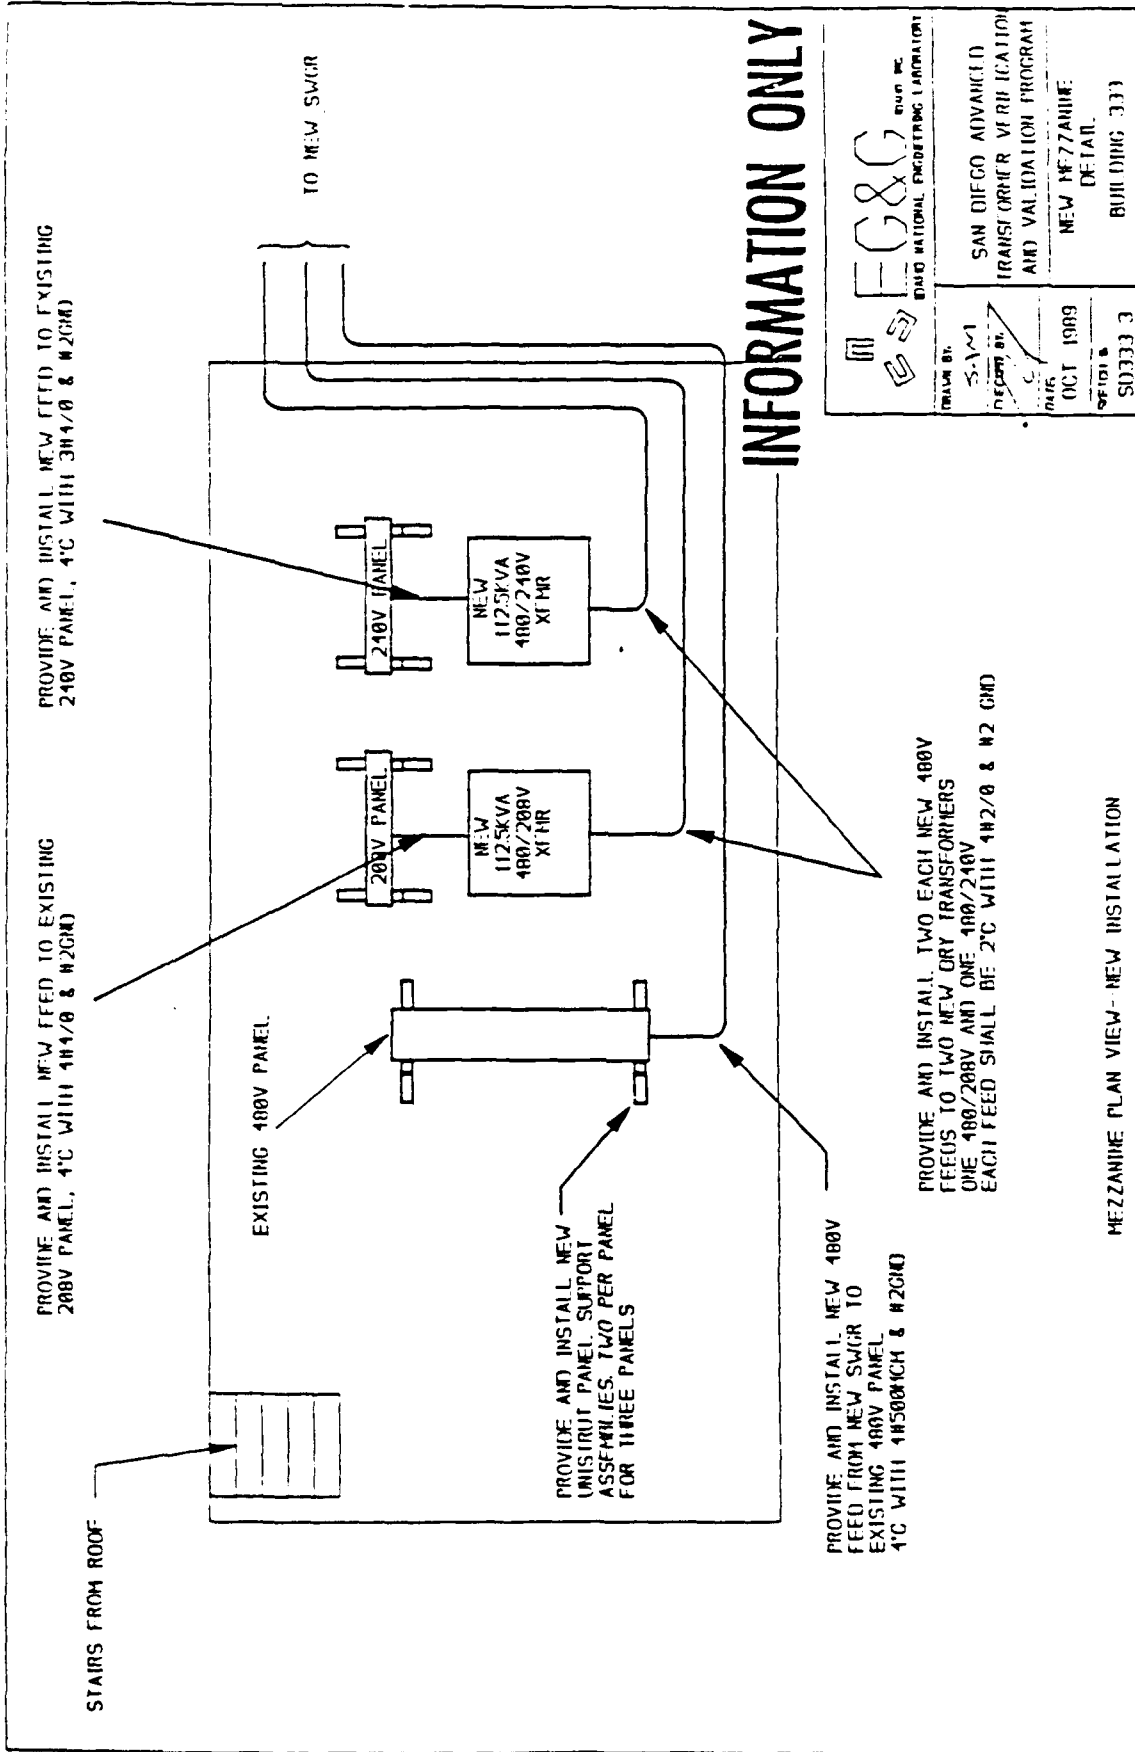 STAIRS FROM ROOF
PROVIDE AND INSTALL NEW FEED TO EXISTING
208V PANEL, 4"C WITH 4#4/0 & #2GND
PROVIDE AND INSTALL NEW FEED TO EXISTING
240V PANEL, 4"C WITH 3#4/0 & #2GND
TO NEW SWGR
EXISTING 480V PANEL
208V PANEL
240V PANEL
NEW
112.5KVA
480/208V
XFMR
NEW
112.5KVA
480/240V
XFMR
PROVIDE AND INSTALL NEW
UNISTRUT PANEL SUPPORT
ASSEMBLIES. TWO PER PANEL
FOR THREE PANELS
PROVIDE AND INSTALL NEW 480V
FEED FROM NEW SWGR TO
EXISTING 480V PANEL
4"C WITH 4#500MCM & #2GND
PROVIDE AND INSTALL TWO EACH NEW 480V
FEEDS TO TWO NEW DRY TRANSFORMERS
ONE 480/208V AND ONE 480/240V
EACH FEED SHALL BE 2"C WITH 4#2/0 & #2 GND
MEZZANINE PLAN VIEW--NEW INSTALLATION
INFORMATION ONLY
EG&G
IDAHO NATIONAL ENGINEERING LABORATORY
DRAWN BY.
SAN DIEGO ADVANCED
TRANSFORMER VERIFICATION
AND VALIDATION PROGRAM
DATE
OCT 1989
NEW MEZZANINE
DETAIL
SKETCH #
SD333 3
BUILDING 333